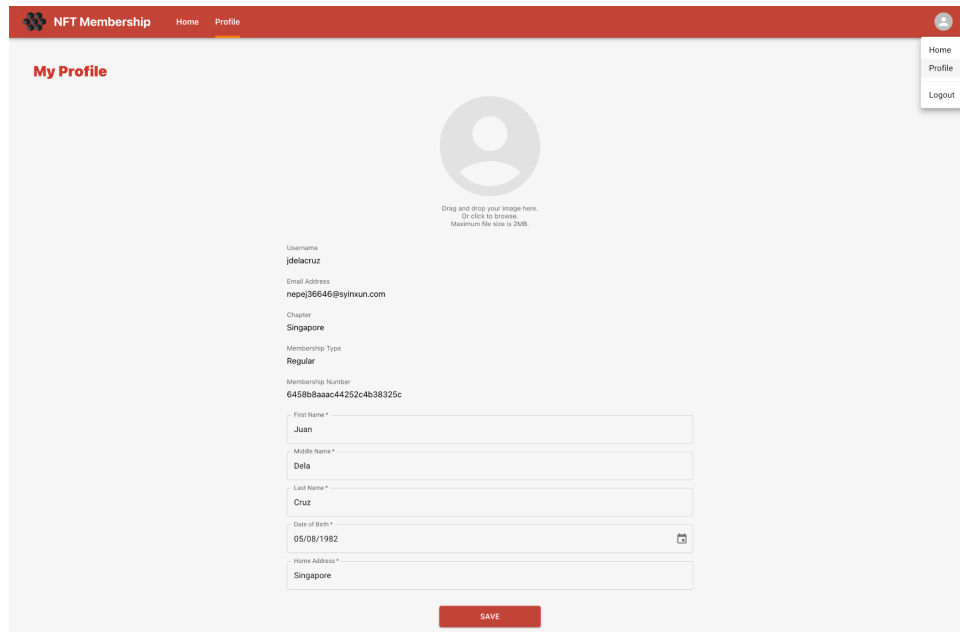 NFT Membership
Home
Profile
Home
Profile
Logout
My Profile
Drag and drop your image here.
Or click to browse.
Maximum file size is 2MB.
Username
jdelacruz
Email Address
nepej36646@syinxun.com
Chapter
Singapore
Membership Type
Regular
Membership Number
6458b8aaac44252c4b38325c
First Name *
Juan
Middle Name *
Dela
Last Name *
Cruz
Date of Birth *
05/08/1982
Home Address *
Singapore
SAVE